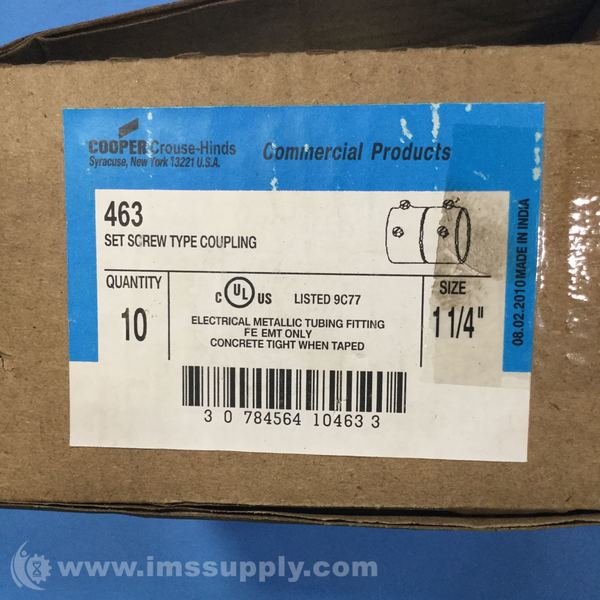 COOPER Crouse-Hinds
Syracuse, New York 13221 U.S.A.
Commercial Products
463
SET SCREW TYPE COUPLING
QUANTITY
10
C UL US LISTED 9C77
ELECTRICAL METALLIC TUBING FITTING
FE EMT ONLY
CONCRETE TIGHT WHEN TAPED
SIZE
1 1/4"
08.02.2010 MADE IN INDIA
3 0 784564 10463 3
www.imssupply.com